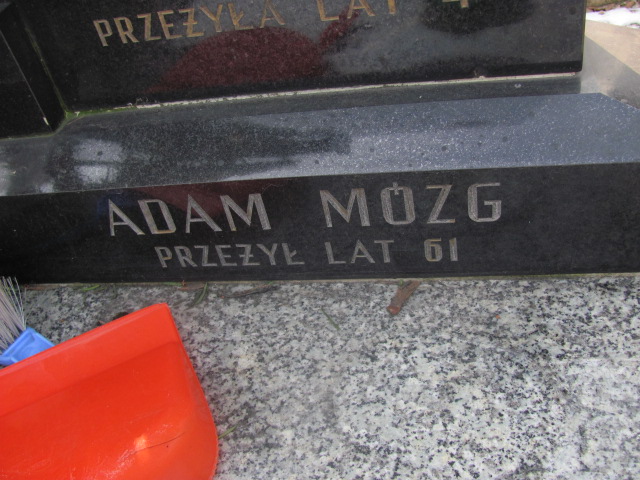 PRZEŻYŁA LAT
ADAM MÓZG
PRZEŻYŁ LAT 61